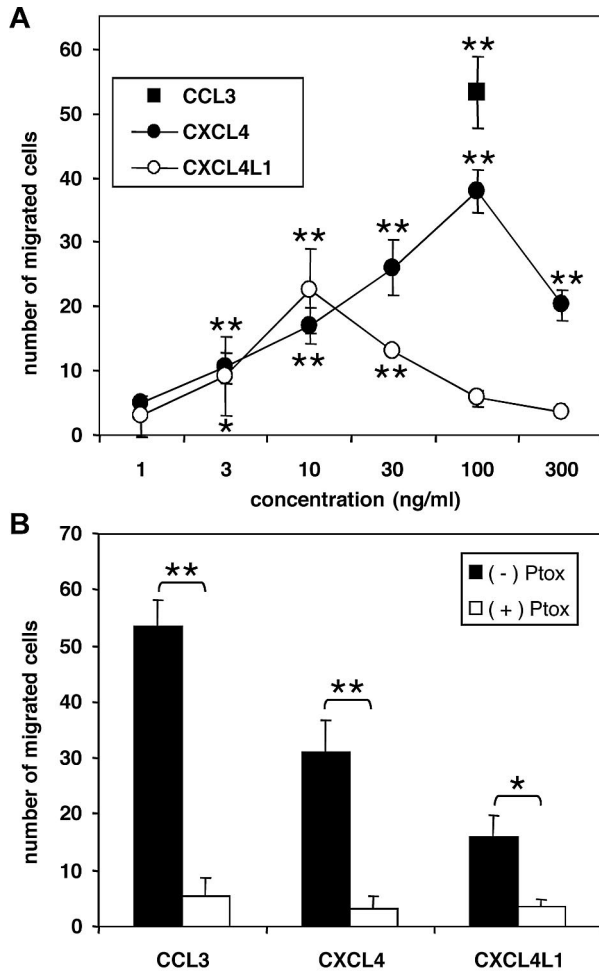 A
60
50
40
30
20
10
0
number of migrated cells
CCL3
CXCL4
CXCL4L1
**
**
**
**
**
**
**
**
*
1 3 10 30 100 300
concentration (ng/ml)
B
70
60
50
40
30
20
10
0
number of migrated cells
(-) Ptox
(+) Ptox
**
**
*
CCL3 CXCL4 CXCL4L1